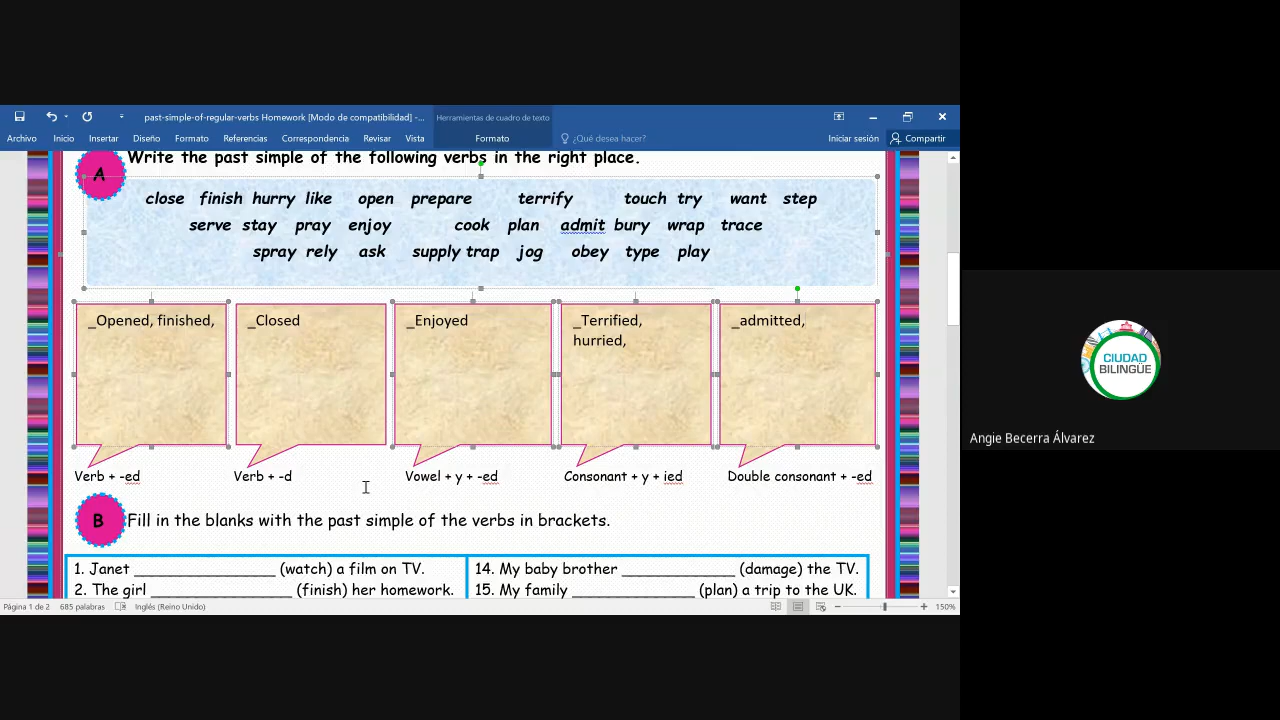 past-simple-of-regular-verbs Homework [Modo de compatibilidad] -...
Herramientas de cuadro de texto
Archivo Inicio Insertar Diseño Formato Referencias Correspondencia Revisar Vista Formato ¿Qué desea hacer? Iniciar sesión Compartir
A Write the past simple of the following verbs in the right place.
close finish hurry like open prepare terrify touch try want step
serve stay pray enjoy cook plan admit bury wrap trace
spray rely ask supply trap jog obey type play
_Opened, finished,
_Closed
_Enjoyed
_Terrified,
hurried,
_admitted,
Verb + -ed
Verb + -d
Vowel + y + -ed
Consonant + y + ied
Double consonant + -ed
B Fill in the blanks with the past simple of the verbs in brackets.
1. Janet ________________ (watch) a film on TV.
2. The girl ________________ (finish) her homework.
14. My baby brother _____________ (damage) the TV.
15. My family ______________ (plan) a trip to the UK.
Página 1 de 2 685 palabras Inglés (Reino Unido) 150%
CIUDAD
BILINGÜE
Angie Becerra Álvarez